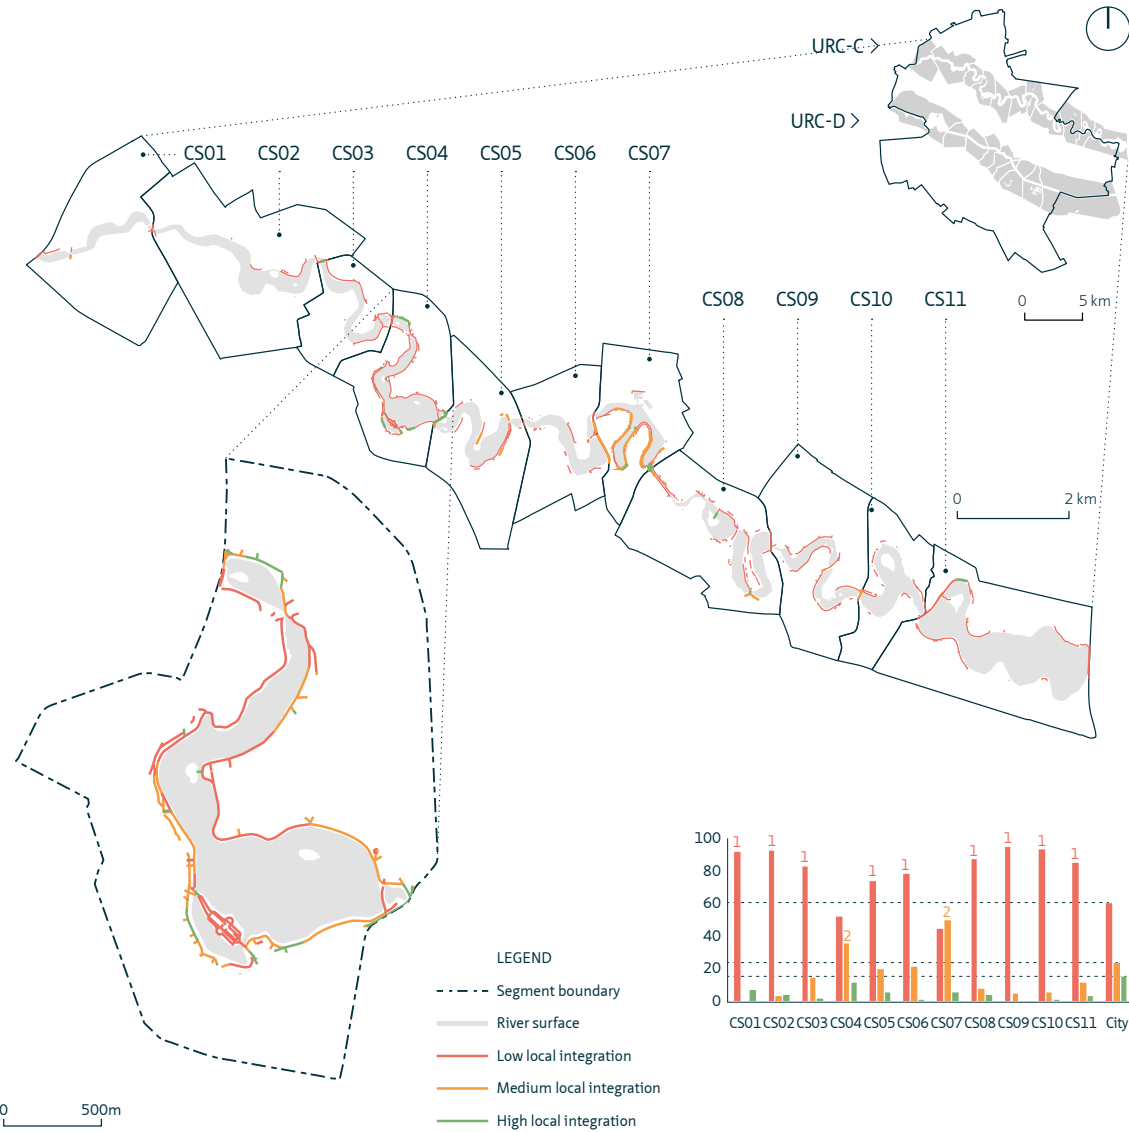 URC-C
URC-D
CS01 CS02 CS03 CS04 CS05 CS06 CS07
CS08 CS09 CS10 CS11
0 5 km
0 2 km
100
80
60
40
20
0
1 1 1 2 1 1 2 1 1 1 1
CS01 CS02 CS03 CS04 CS05 CS06 CS07 CS08 CS09 CS10 CS11 City
LEGEND
Segment boundary
River surface
Low local integration
Medium local integration
High local integration
0 500m